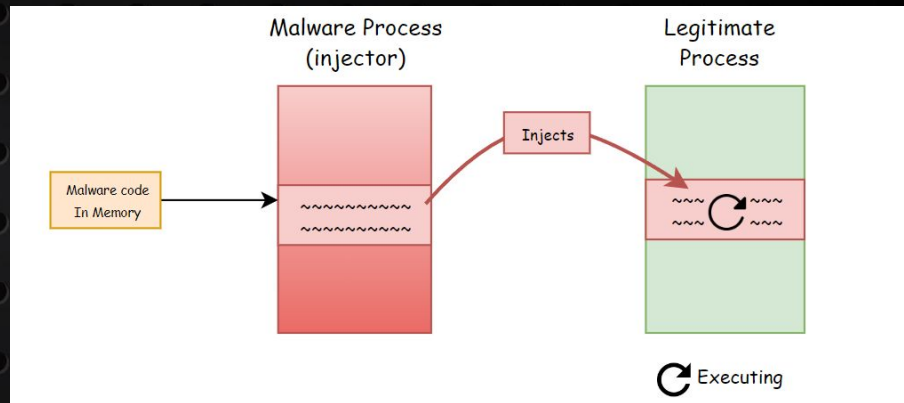 Malware Process
(injector)
Legitimate
Process
Injects
Malware code
In Memory
~~~~~~~~~~
~~~~~~~~~~
~~~ ~~~
~~~ ~~~
Executing